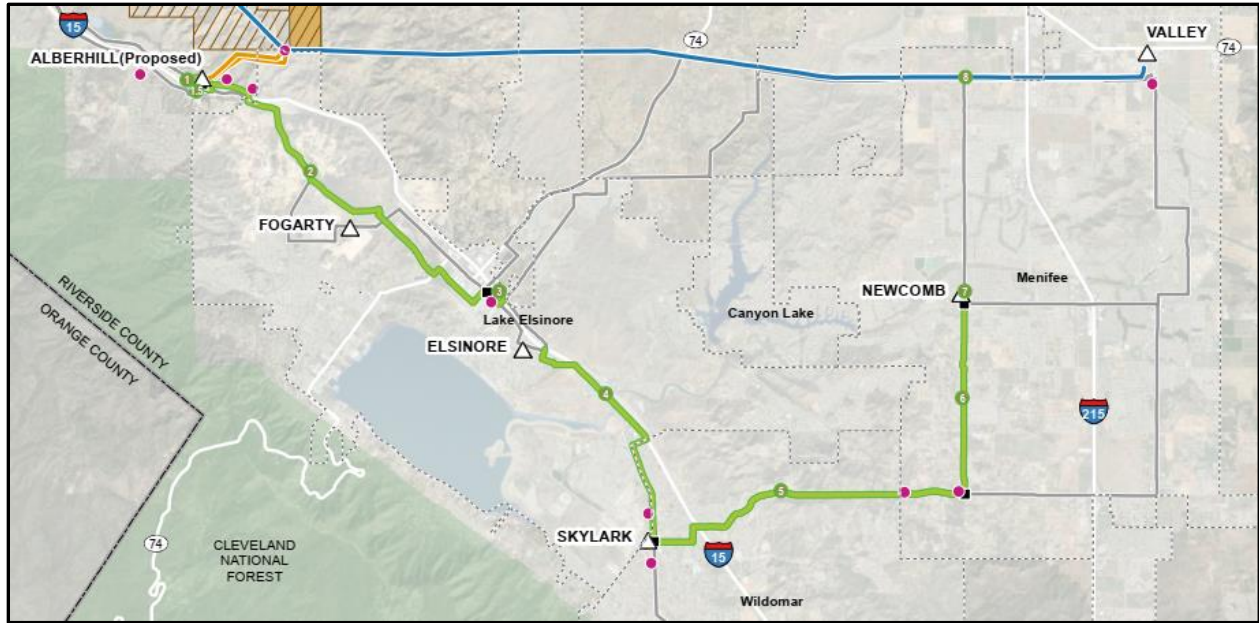 15
74
VALLEY
74
ALBERHILL(Proposed)
1
8
2
FOGARTY
RIVERSIDE COUNTY
ORANGE COUNTY
3
Lake Elsinore
ELSINORE
Canyon Lake
NEWCOMB
7
Menifee
4
6
215
5
74
CLEVELAND
NATIONAL
FOREST
SKYLARK
15
Wildomar